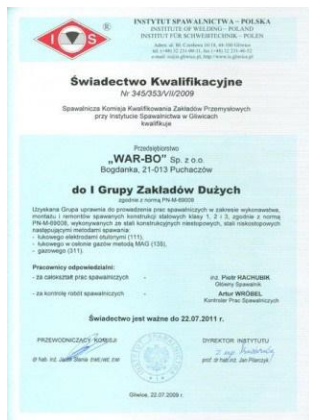 INSTYTUT SPAWALNICTWA – POLSKA
INSTITUTE OF WELDING – POLAND
INSTITUT FÜR SCHWEISSTECHNIK – POLEN
I S
Świadectwo Kwalifikacyjne
Nr 345/353/VII/2009
Spawalnicza Komisja Kwalifikowania Zakładów Przemysłowych
przy Instytucie Spawalnictwa w Gliwicach
kwalifikuje
Przedsiębiorstwo
„WAR-BO” Sp. z o.o.
Bogdanka, 21-013 Puchaczów
do I Grupy Zakładów Dużych
zgodnie z normą PN-M-69009
Uzyskana Grupa uprawnia do prowadzenia prac spawalniczych w zakresie wykonawstwa,
montażu i remontów spawanych konstrukcji stalowych klasy 1, 2 i 3, zgodnie z normą
PN-M-69008, wykonywanych ze stali konstrukcyjnych niestopowych, stali niskostopowych
następującymi metodami spawania:
- łukowego elektrodami otulonymi (111),
- łukowego w osłonie gazów metodą MAG (135),
- gazowego (311).
Pracownicy odpowiedzialni:
- za całokształt prac spawalniczych - inż. Piotr HACHUBIK
Główny Spawalnik
- za kontrolę robót spawalniczych - Artur WRÓBEL
Kontroler Prac Spawalniczych
Świadectwo jest ważne do 22.07.2011 r.
PRZEWODNICZĄCY KOMISJI DYREKTOR INSTYTUTU
prof. dr hab. inż. Jan Pilarczyk
Gliwice, 22.07.2009 r.